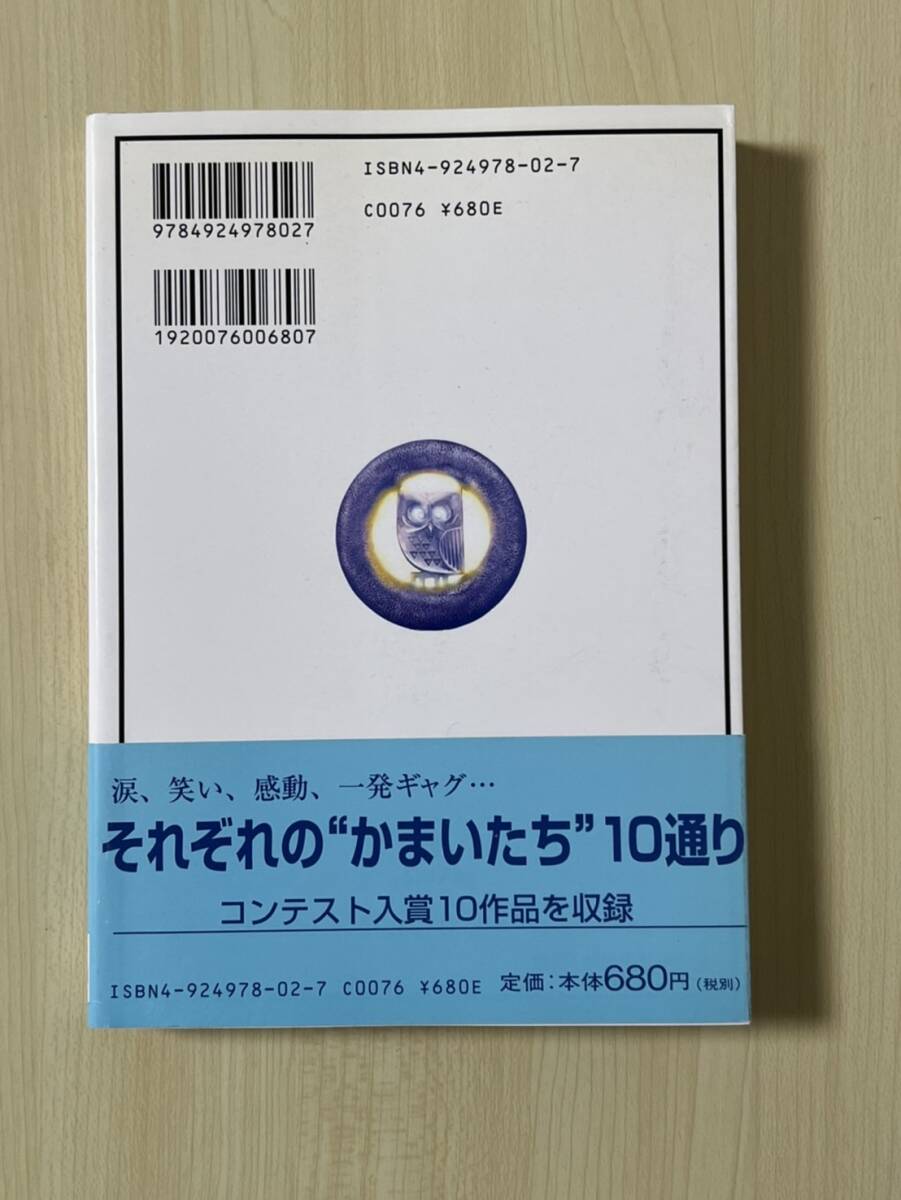 ISBN4-924978-02-7
C0076 ¥680E
9784924978027
1920076006807
涙、笑い、感動、一発ギャグ…
それぞれの“かまいたち”10通り
コンテスト入賞10作品を収録
ISBN4-924978-02-7 C0076 ¥680E 定価：本体680円（税別）